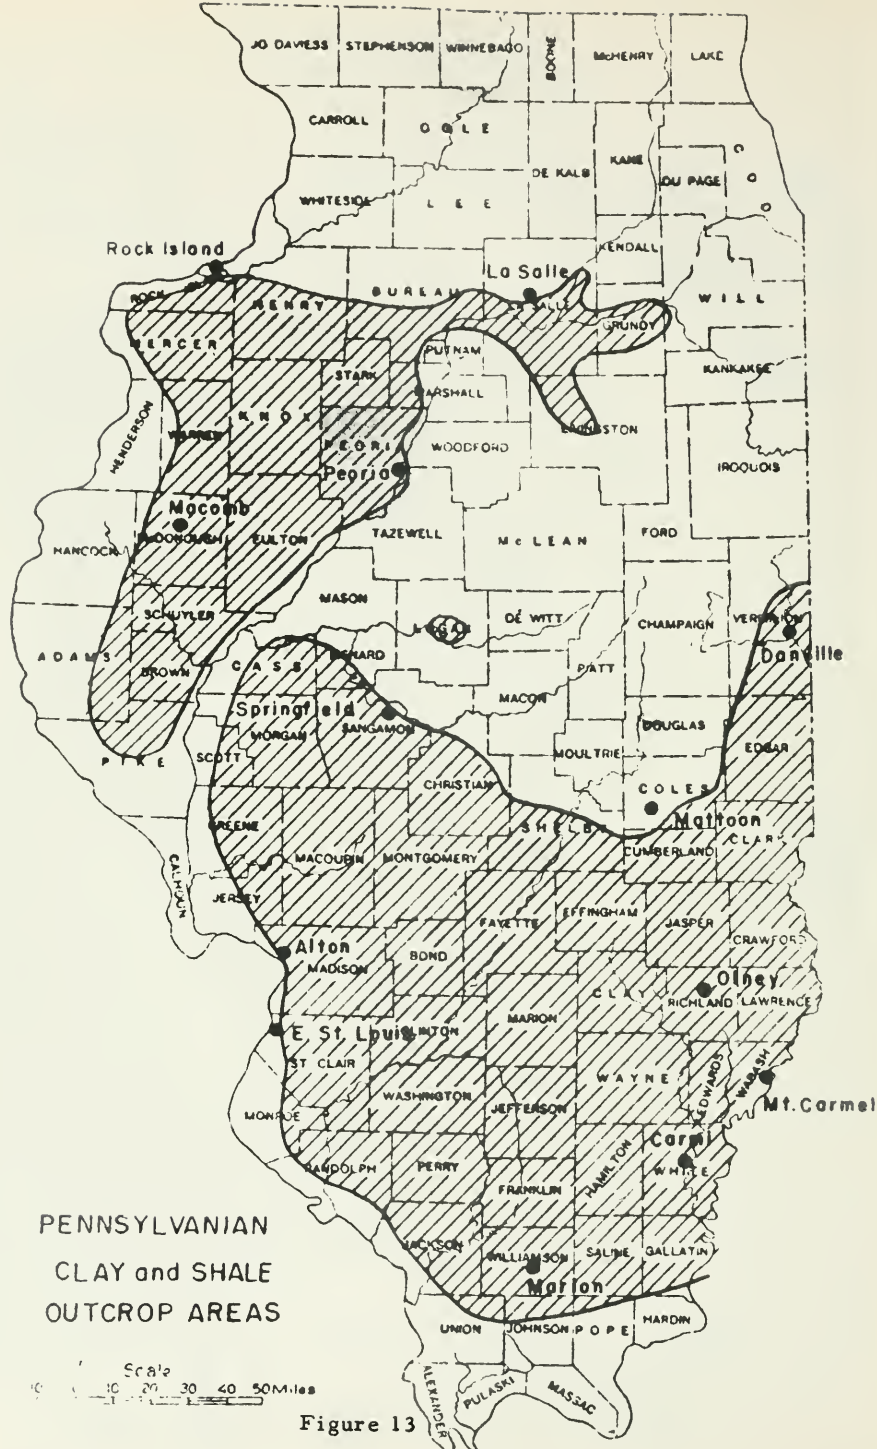 JO DAVIESS STEPHENSON WINNEBAGO BOONE McHENRY LAKE
CARROLL OGLE
DE KALB KANE DU PAGE
WHITESIDE LEE
KENDALL
Rock Island
La Salle
ROCK HENRY BUREAU LA SALLE WILL
GRUNDY
MERCER PUTNAM
STARK KANKAKEE
MARSHALL
HENDERSON WARREN KNOX
LIVINGSTON
PEORI WOODFORD
Peoria IROQUOIS
Macomb
HANCOCK McDONOUGH FULTON TAZEWELL McLEAN FORD
MASON
SCHUYLER LOGAN DE WITT CHAMPAIGN VERMILION
ADAMS Danville
CASS MENARD PIATT
BROWN MACON
Springfield
MORGAN SANGAMON DOUGLAS
PIKE SCOTT MOULTRIE EDGAR
CHRISTIAN COLES
Mattoon
GREENE SHELBY
CUMBERLAND CLARK
MACOUPIN MONTGOMERY
CALHOUN
JERSEY
FAYETTE EFFINGHAM JASPER
CRAWFORD
Alton
MADISON BOND
Olney
CLAY RICHLAND LAWRENCE
MARION
E. St. Louis CLINTON
ST CLAIR
WAYNE EDWARDS WABASH
WASHINGTON JEFFERSON
Mt. Carmel
MONROE
Carmi
RANDOLPH PERRY HAMILTON WHITE
FRANKLIN
JACKSON WILLIAMSON SALINE GALLATIN
Marion
HARDIN
UNION JOHNSON POPE
ALEXANDER PULASKI MASSAC
PENNSYLVANIAN
CLAY and SHALE
OUTCROP AREAS
Scale
10 20 30 40 50 Miles
Figure 13